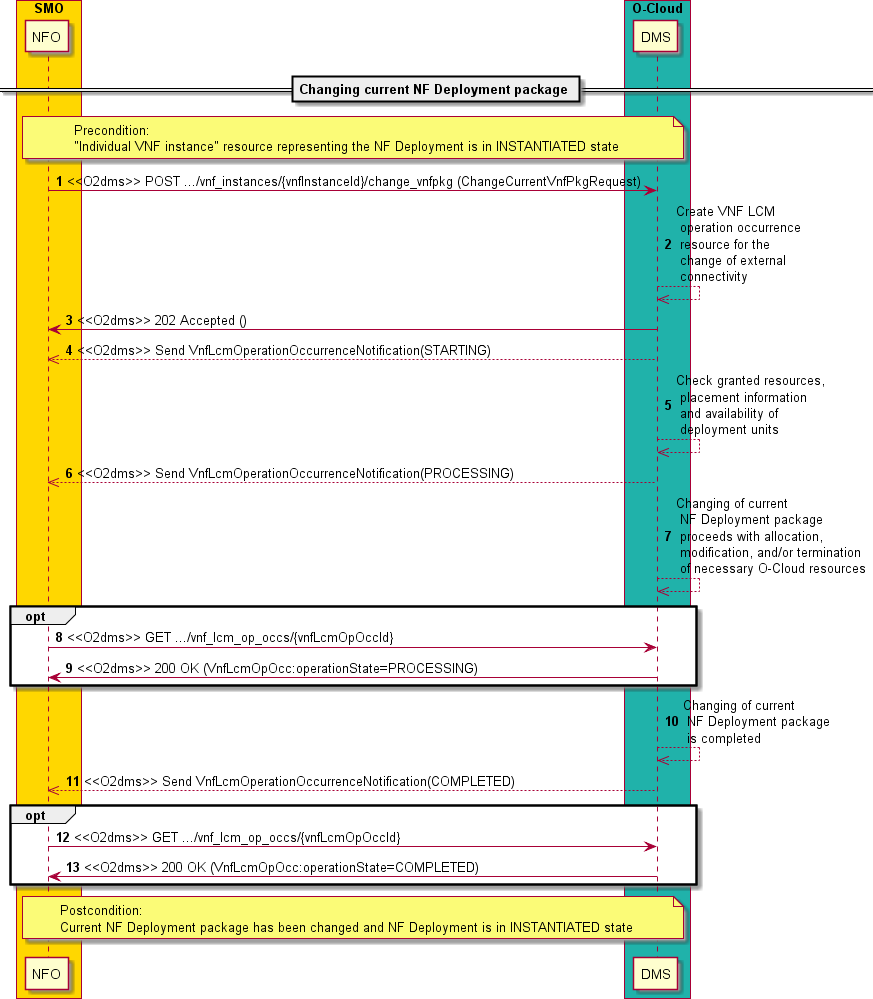 SMO
O-Cloud
NFO
DMS
Changing current NF Deployment package
Precondition:
"Individual VNF instance" resource representing the NF Deployment is in INSTANTIATED state
1 <<O2dms>> POST .../vnf_instances/{vnfInstanceId}/change_vnfpkg (ChangeCurrentVnfPkgRequest)
Create VNF LCM
operation occurrence
2 resource for the
change of external
connectivity
3 <<O2dms>> 202 Accepted ()
4 <<O2dms>> Send VnfLcmOperationOccurrenceNotification(STARTING)
Check granted resources,
placement information
5 and availability of
deployment units
6 <<O2dms>> Send VnfLcmOperationOccurrenceNotification(PROCESSING)
Changing of current
NF Deployment package
7 proceeds with allocation,
modification, and/or termination
of necessary O-Cloud resources
opt
8 <<O2dms>> GET .../vnf_lcm_op_occs/{vnfLcmOpOccId}
9 <<O2dms>> 200 OK (VnfLcmOpOcc:operationState=PROCESSING)
Changing of current
10 NF Deployment package
is completed
11 <<O2dms>> Send VnfLcmOperationOccurrenceNotification(COMPLETED)
opt
12 <<O2dms>> GET .../vnf_lcm_op_occs/{vnfLcmOpOccId}
13 <<O2dms>> 200 OK (VnfLcmOpOcc:operationState=COMPLETED)
Postcondition:
Current NF Deployment package has been changed and NF Deployment is in INSTANTIATED state
NFO
DMS